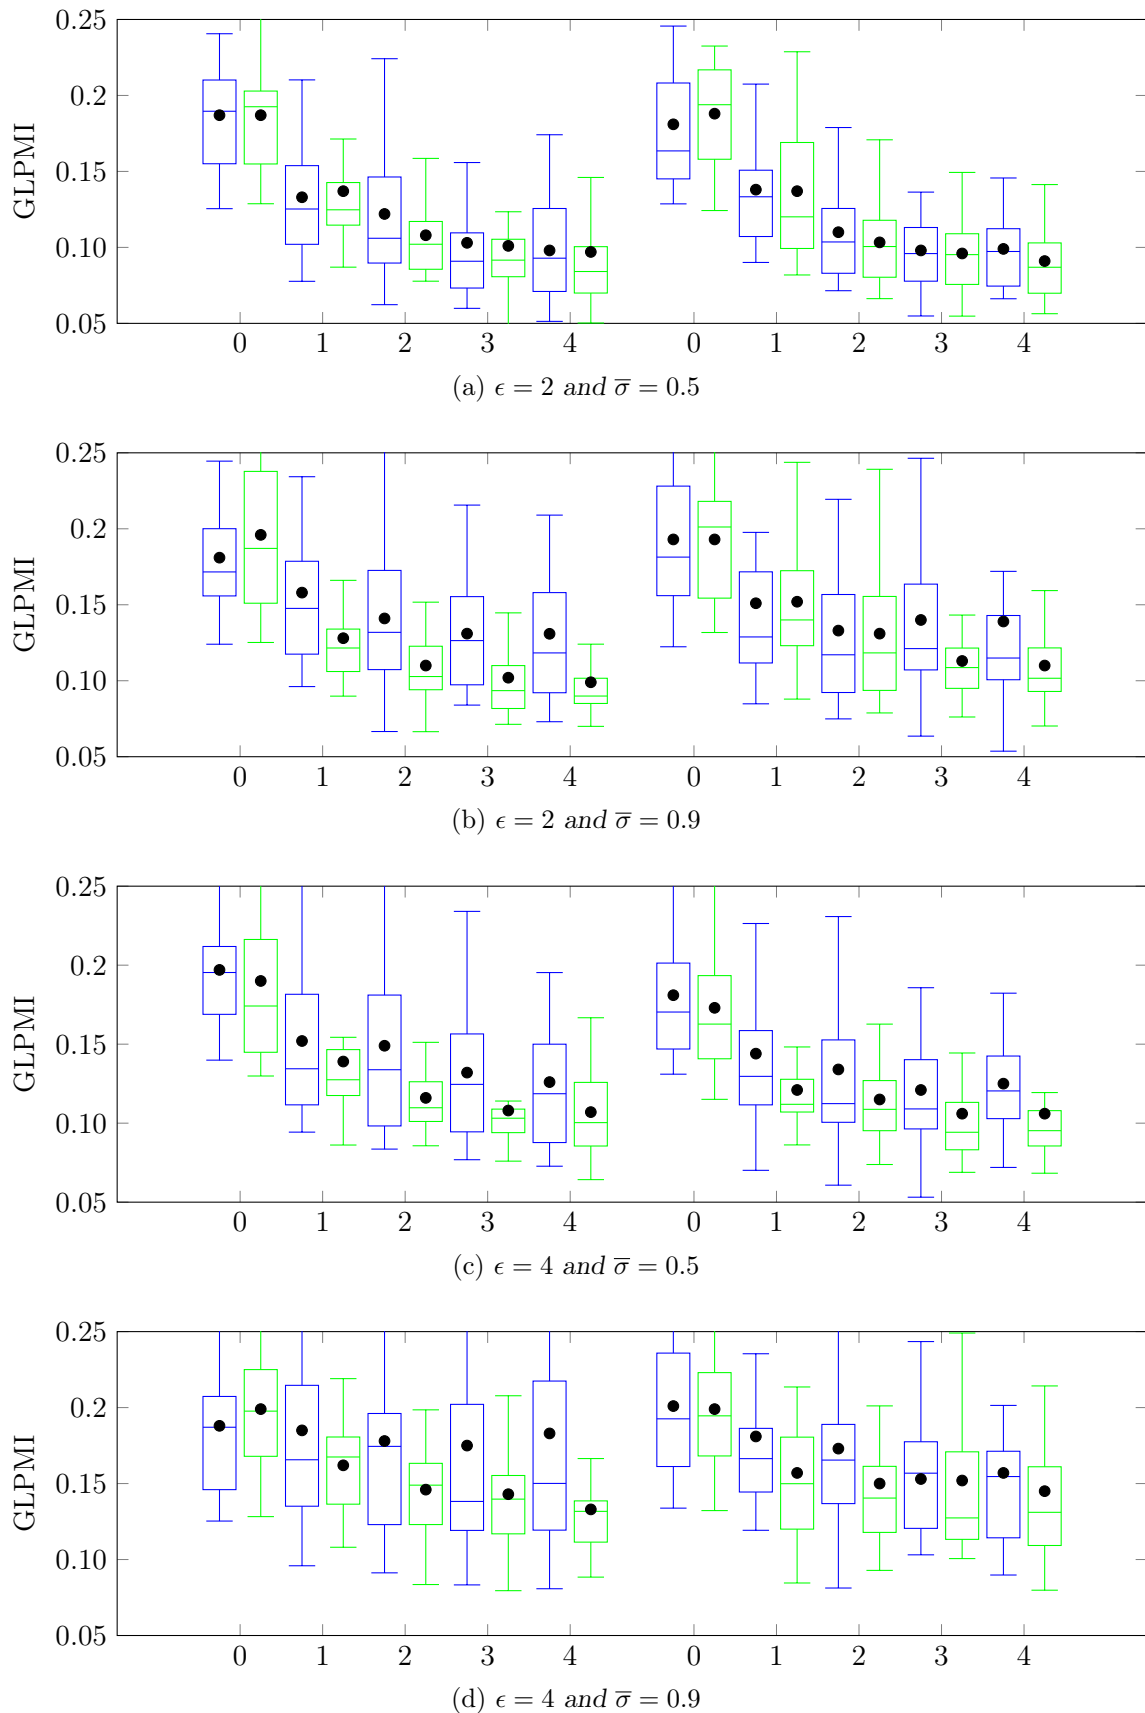 0.25
0.2
0.15
0.10
0.05
GLPMI
0 1 2 3 4 0 1 2 3 4
(a) ϵ = 2 and σ̅ = 0.5
0.25
0.2
0.15
0.10
0.05
GLPMI
0 1 2 3 4 0 1 2 3 4
(b) ϵ = 2 and σ̅ = 0.9
0.25
0.2
0.15
0.10
0.05
GLPMI
0 1 2 3 4 0 1 2 3 4
(c) ϵ = 4 and σ̅ = 0.5
0.25
0.2
0.15
0.10
0.05
GLPMI
0 1 2 3 4 0 1 2 3 4
(d) ϵ = 4 and σ̅ = 0.9